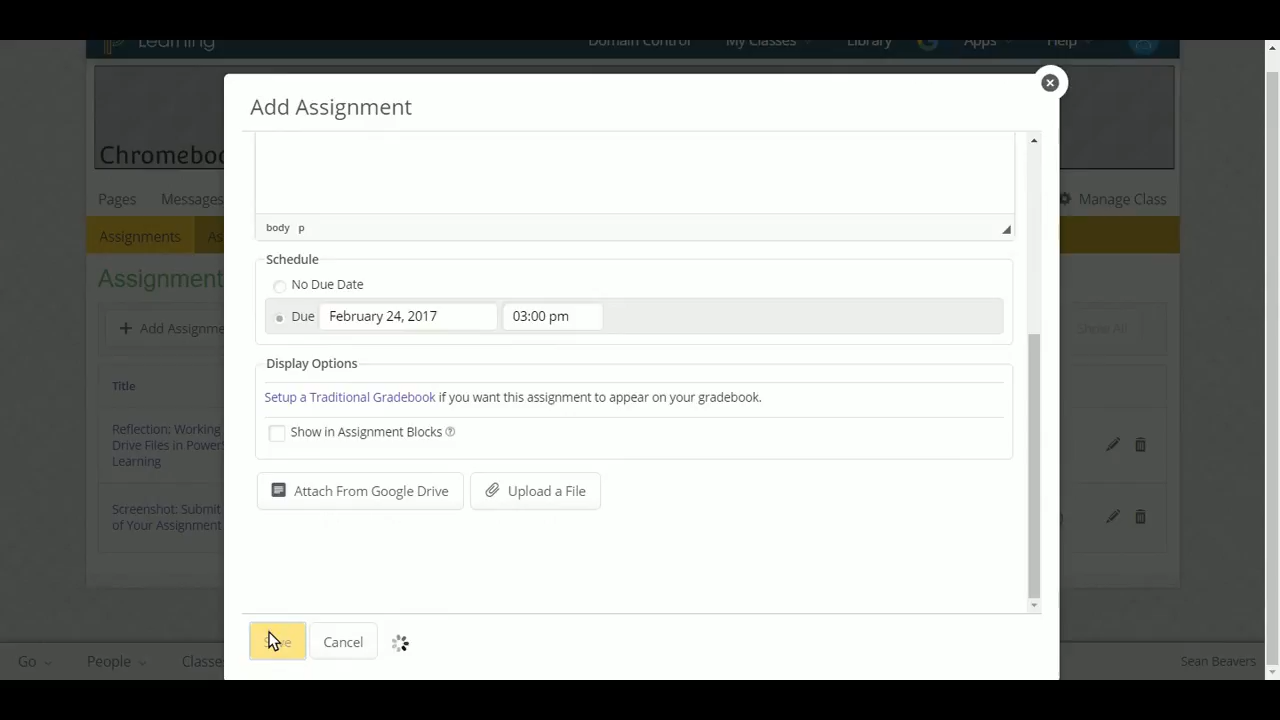 Learning
Domain Control My Classes Library Apps Help
Add Assignment
Pages Messages
Manage Class
body p
Assignments As
Schedule
Assignment
No Due Date
Due February 24, 2017 03:00 pm
Add Assignme
Show All
Display Options
Title
Setup a Traditional Gradebook if you want this assignment to appear on your gradebook.
Reflection: Working
Drive Files in Power
Learning
Show in Assignment Blocks
Attach From Google Drive Upload a File
Screenshot: Submit
of Your Assignment
Save Cancel
Go People Classes
Sean Beavers